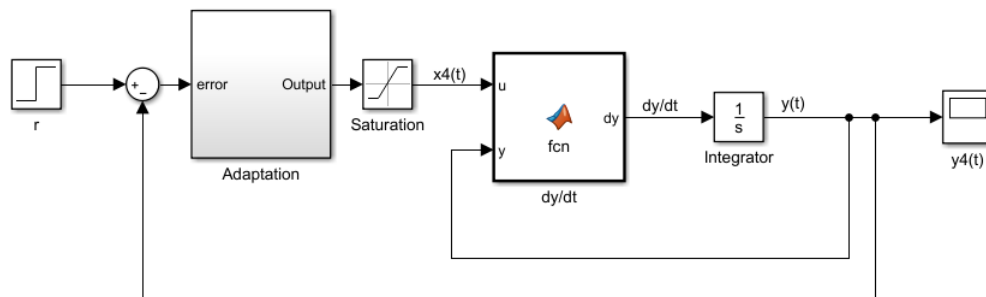 r
+
−
error
Output
Adaptation
Saturation
x4(t)
u
y
fcn
dy
dy/dt
dy/dt
1
s
Integrator
y(t)
y4(t)